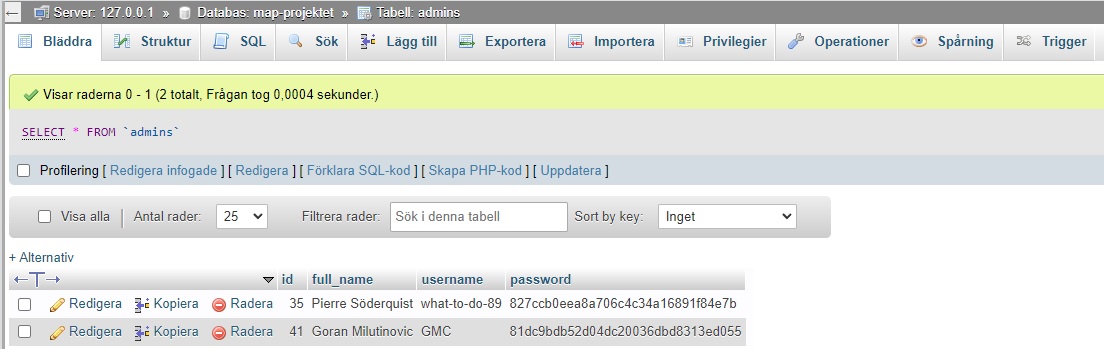 Server: 127.0.0.1 » Databas: map-projektet » Tabell: admins
Bläddra Struktur SQL Sök Lägg till Exportera Importera Privilegier Operationer Spårning Trigger
Visar raderna 0 - 1 (2 totalt, Frågan tog 0,0004 sekunder.)
SELECT * FROM `admins`
Profilering [ Redigera infogade ] [ Redigera ] [ Förklara SQL-kod ] [ Skapa PHP-kod ] [ Uppdatera ]
Visa alla Antal rader: 25 Filtrera rader: Sök i denna tabell Sort by key: Inget
+ Alternativ
←T→ id full_name username password
Redigera Kopiera Radera 35 Pierre Söderquist what-to-do-89 827ccb0eea8a706c4c34a16891f84e7b
Redigera Kopiera Radera 41 Goran Milutinovic GMC 81dc9bdb52d04dc20036dbd8313ed055